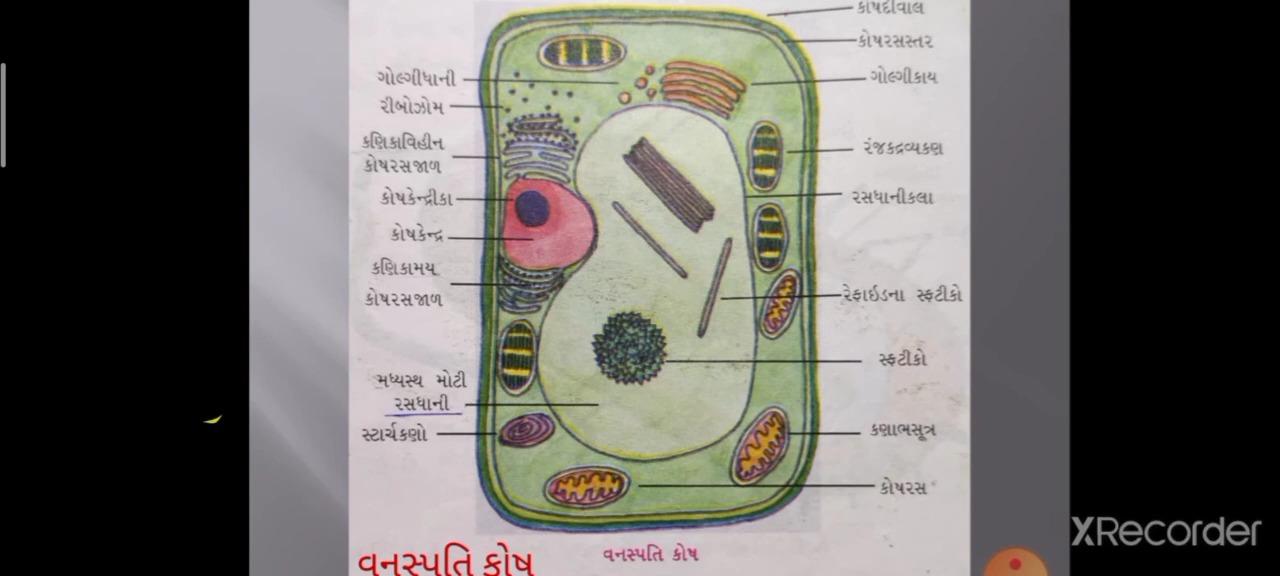 કોષદીવાલ
કોષરસસ્તર
ગોલ્ગીધાની
ગોલ્ગીકાય
રીબોઝોમ
કણિકાવિહીન
કોષરસજાળ
રંજકદ્રવ્યકણ
કોષકેન્દ્રીકા
રસધાનીકલા
કોષકેન્દ્ર
કણિકામય
કોષરસજાળ
રેફાઇડના સ્ફટીકો
સ્ફટીકો
મધ્યસ્થ મોટી
રસધાની
સ્ટાર્ચકણો
કણાભસૂત્ર
કોષરસ
વનસ્પતિ કોષ
વનસ્પતિ કોષ
XRecorder